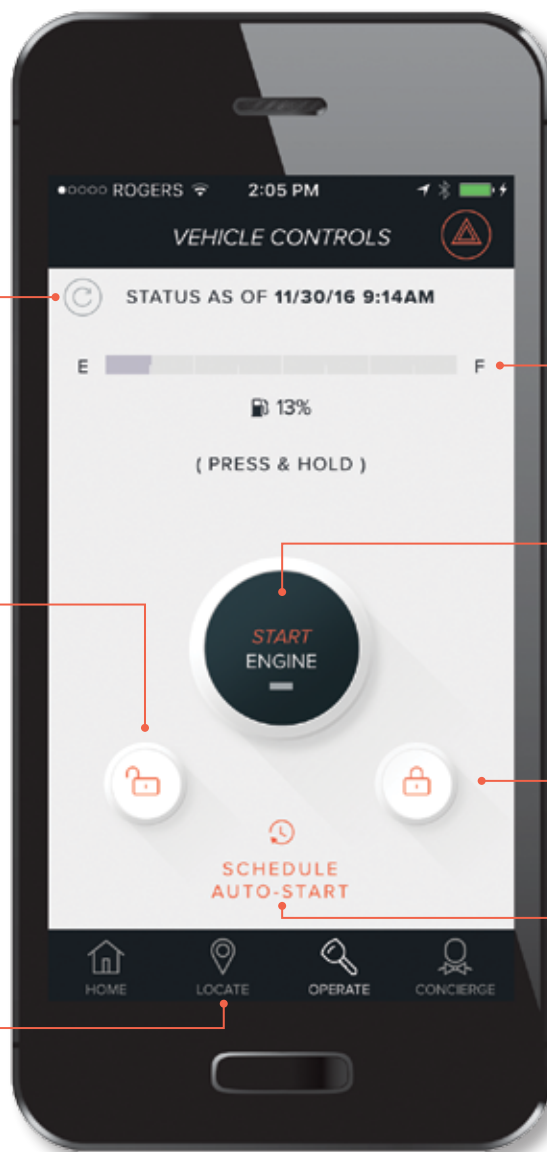 ROGERS 2:05 PM
VEHICLE CONTROLS
STATUS AS OF 11/30/16 9:14AM
E F
13%
( PRESS & HOLD )
START
ENGINE
SCHEDULE
AUTO-START
HOME LOCATE OPERATE CONCIERGE